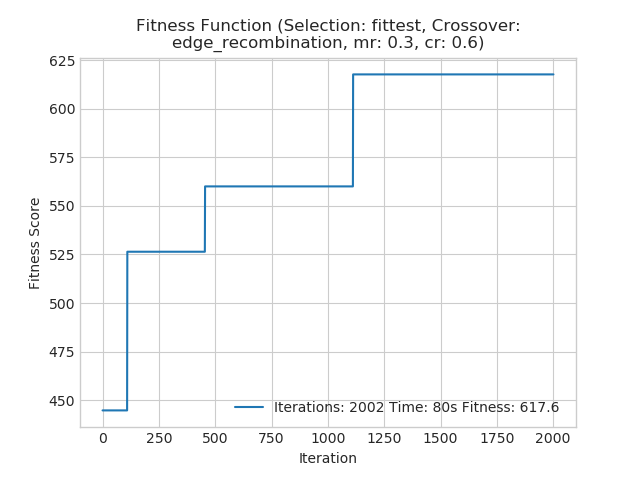 Fitness Function (Selection: fittest, Crossover:
edge_recombination, mr: 0.3, cr: 0.6)
Fitness Score
625
600
575
550
525
500
475
450
Iterations: 2002 Time: 80s Fitness: 617.6
0 250 500 750 1000 1250 1500 1750 2000
Iteration